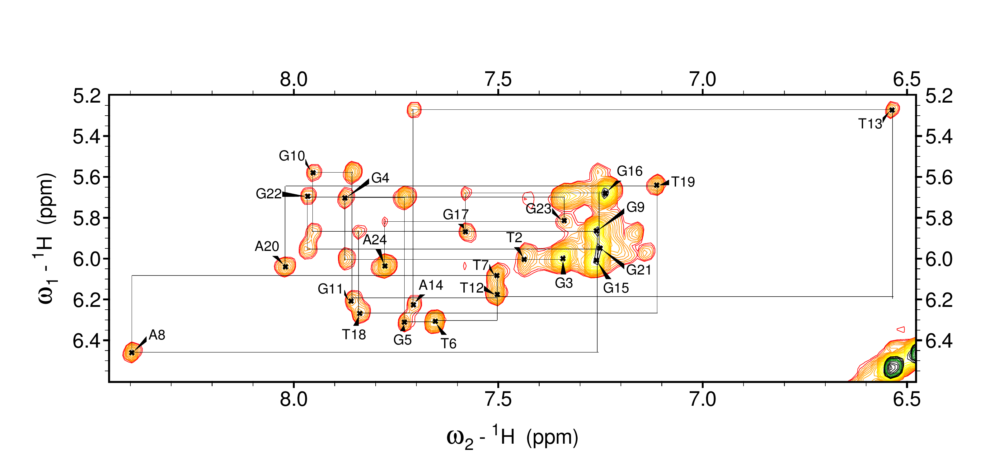 8.0 7.5 7.0 6.5
5.2 5.2
T13
5.4 5.4
G10
5.6 G4 G16 5.6
G22 T19
G23 G9
5.8 G17 5.8
A24 T2
A20
6.0 T7 G21 6.0
G11 A14 T12 G3 G15
6.2 6.2
T18 G5 T6
A8
6.4 6.4
8.0 7.5 7.0 6.5
ω1 - 1H (ppm)
ω2 - 1H (ppm)